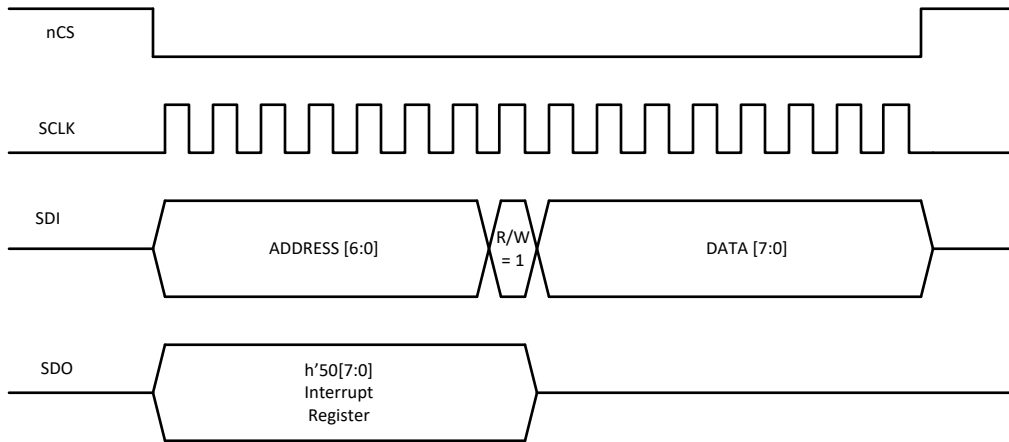 nCS
SCLK
SDI
ADDRESS [6:0]
R/W
= 1
DATA [7:0]
SDO
h’50[7:0]
Interrupt
Register